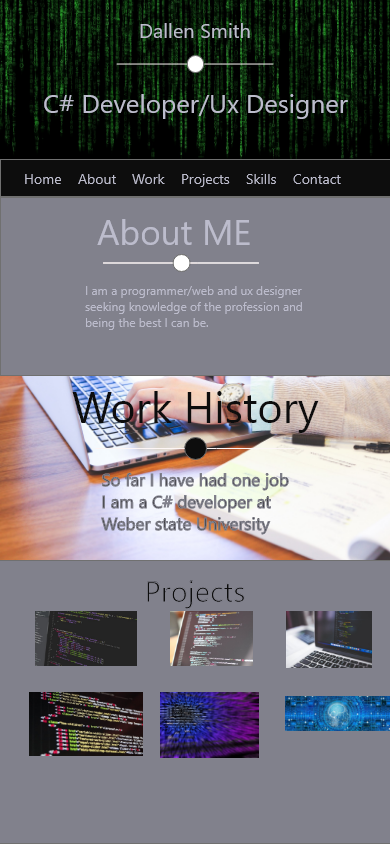 Dallen Smith
C# Developer/Ux Designer
Home About Work Projects Skills Contact
About ME
I am a programmer/web and ux designer
seeking knowledge of the profession and
being the best I can be.
Work History
So far I have had one job
I am a C# developer at
Weber state University
Projects